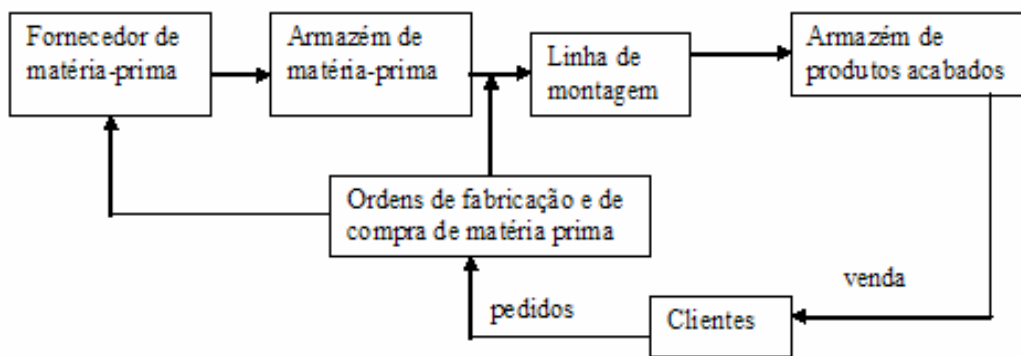 Fornecedor de
matéria-prima
Armazém de
matéria-prima
Linha de
montagem
Armazém de
produtos acabados
Ordens de fabricação e de
compra de matéria prima
venda
pedidos
Clientes